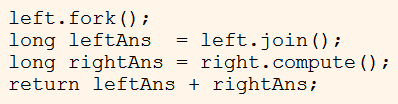 left.fork();
long leftAns  = left.join();
long rightAns = right.compute();
return leftAns + rightAns;